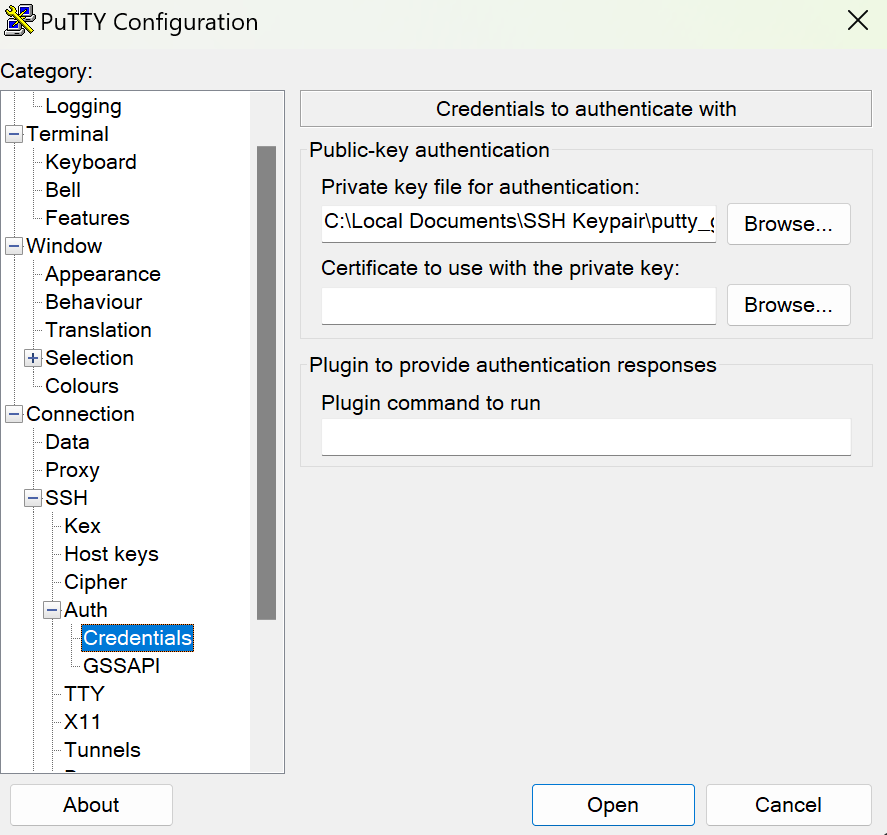 PuTTY Configuration
Category:
Logging
Terminal
Keyboard
Bell
Features
Window
Appearance
Behaviour
Translation
Selection
Colours
Connection
Data
Proxy
SSH
Kex
Host keys
Cipher
Auth
Credentials
GSSAPI
TTY
X11
Tunnels
Credentials to authenticate with
Public-key authentication
Private key file for authentication:
C:\Local Documents\SSH Keypair\putty_g
Browse...
Certificate to use with the private key:
Browse...
Plugin to provide authentication responses
Plugin command to run
About
Open
Cancel